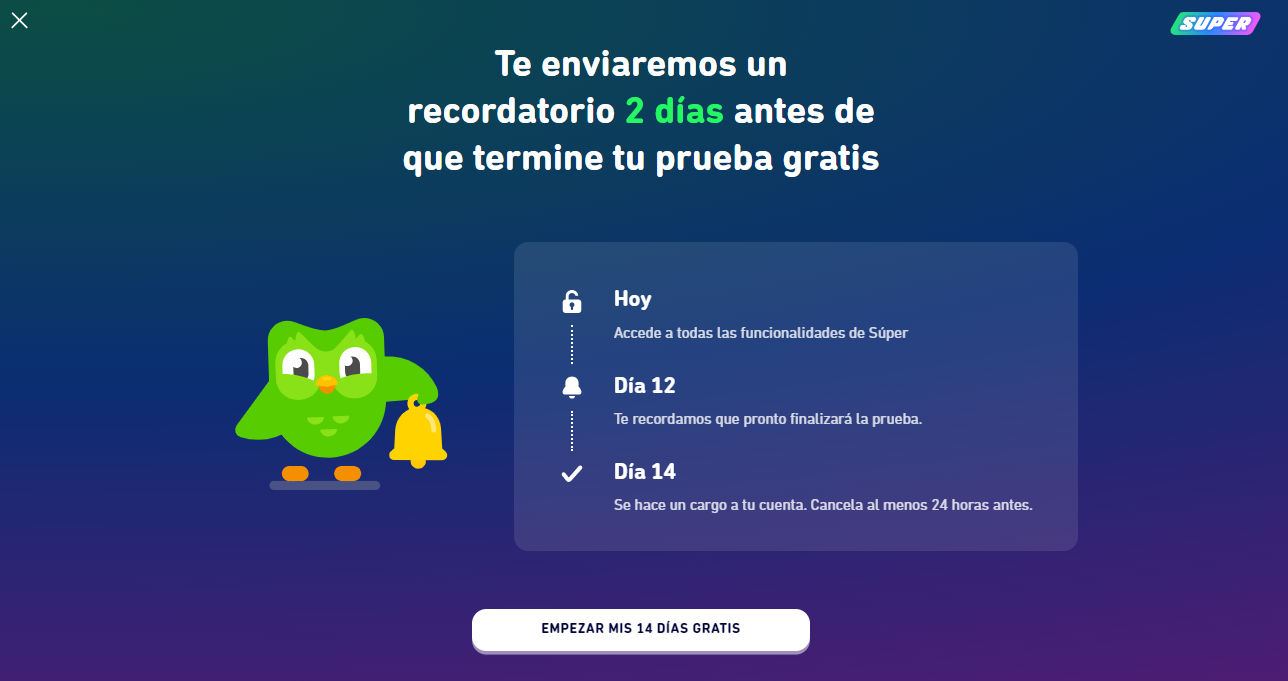 SUPER
Te enviaremos un
recordatorio 2 días antes de
que termine tu prueba gratis
Hoy
Accede a todas las funcionalidades de Súper
Día 12
Te recordamos que pronto finalizará la prueba.
Día 14
Se hace un cargo a tu cuenta. Cancela al menos 24 horas antes.
EMPEZAR MIS 14 DÍAS GRATIS